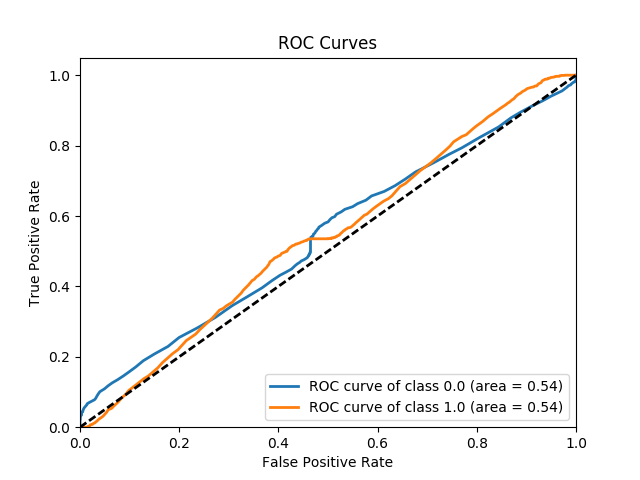 ROC Curves
True Positive Rate
1.0
0.8
0.6
0.4
0.2
0.0
ROC curve of class 0.0 (area = 0.54)
ROC curve of class 1.0 (area = 0.54)
0.0 0.2 0.4 0.6 0.8 1.0
False Positive Rate